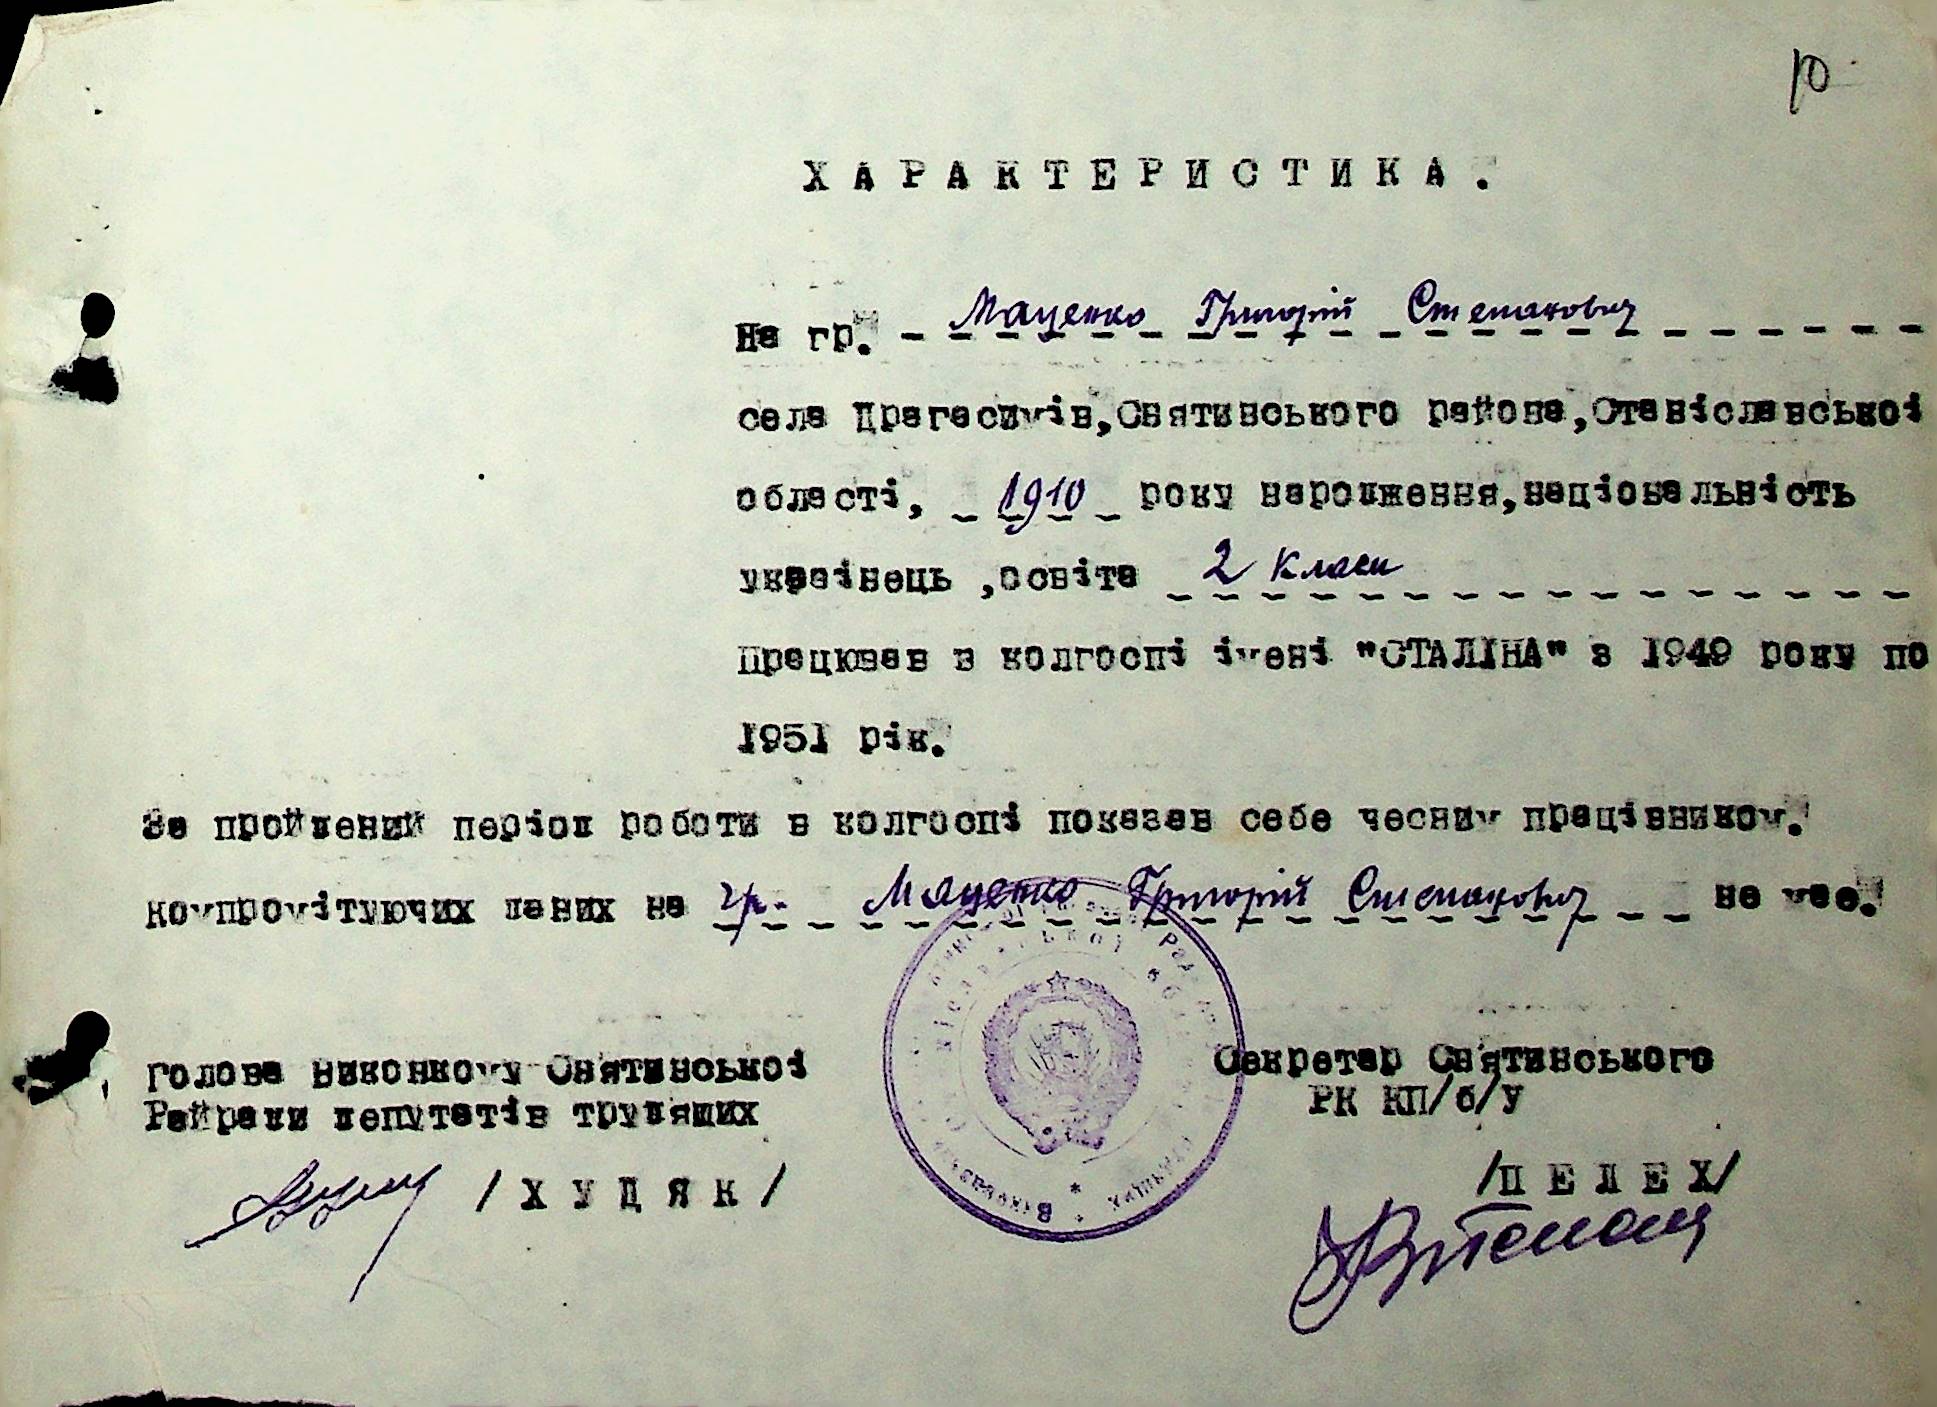 10
ХАРАКТЕРИСТИКА.
На гр. Маценко Григорій Степанович
села Драгасимів,Снятинського района,Станіславської
області, 1910 року народження,національність
українець ,освіта 2 класи
Працював в колгоспі імені "СТАЛІНА" з 1949 року по
1951 рік.
За пройдений період роботи в колгоспі показав себе чесним працівником.
компромітуючих даних на гр. Маценко Григорій Степанович не має.
Голова виконкому Снятинської
Райради депутатів трудящих
/ХУДЯК/
Секретар Снятинського
РК КП/б/У
/ПЕЛЕХ/